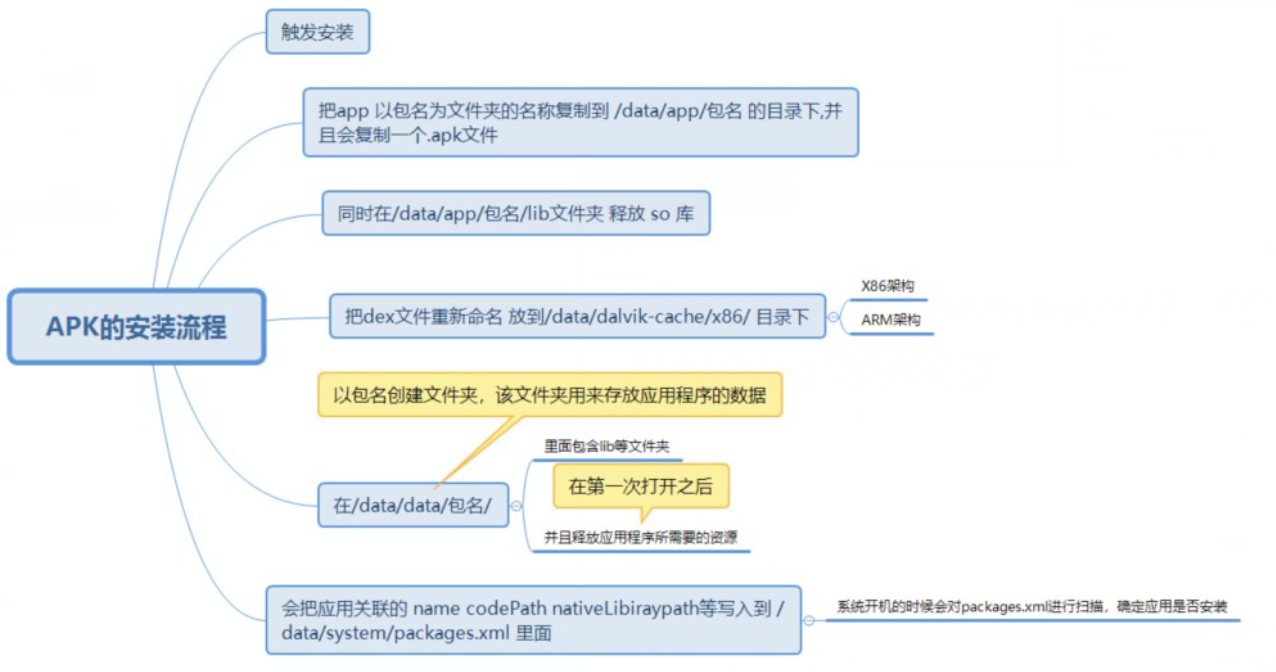 触发安装
把app 以包名为文件夹的名称复制到 /data/app/包名 的目录下,并
且会复制一个.apk文件
同时在/data/app/包名/lib文件夹 释放 so 库
APK的安装流程
把dex文件重新命名 放到/data/dalvik-cache/x86/ 目录下
X86架构
ARM架构
以包名创建文件夹，该文件夹用来存放应用程序的数据
在/data/data/包名/
里面包含lib等文件夹
在第一次打开之后
并且释放应用程序所需要的资源
会把应用关联的 name codePath nativeLibiraypath等写入到 /
data/system/packages.xml 里面
系统开机的时候会对packages.xml进行扫描，确定应用是否安装